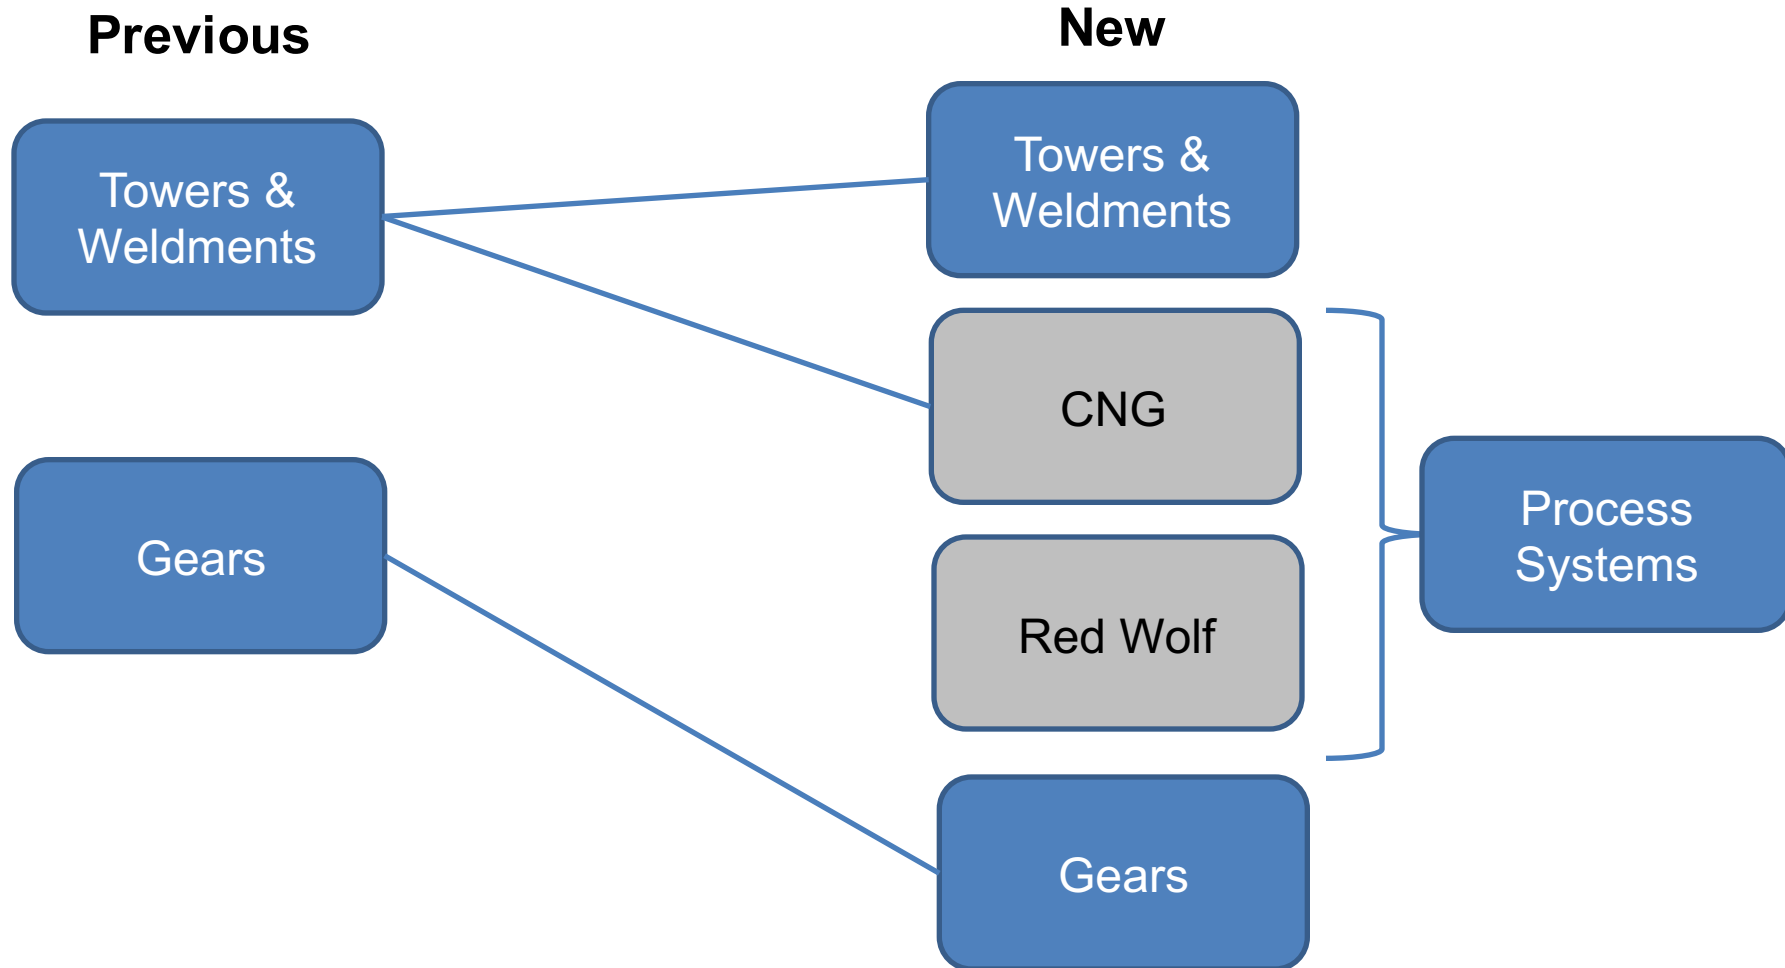 Previous
New
Towers &
Weldments
Towers &
Weldments
CNG
Gears
Process
Systems
Red Wolf
Gears